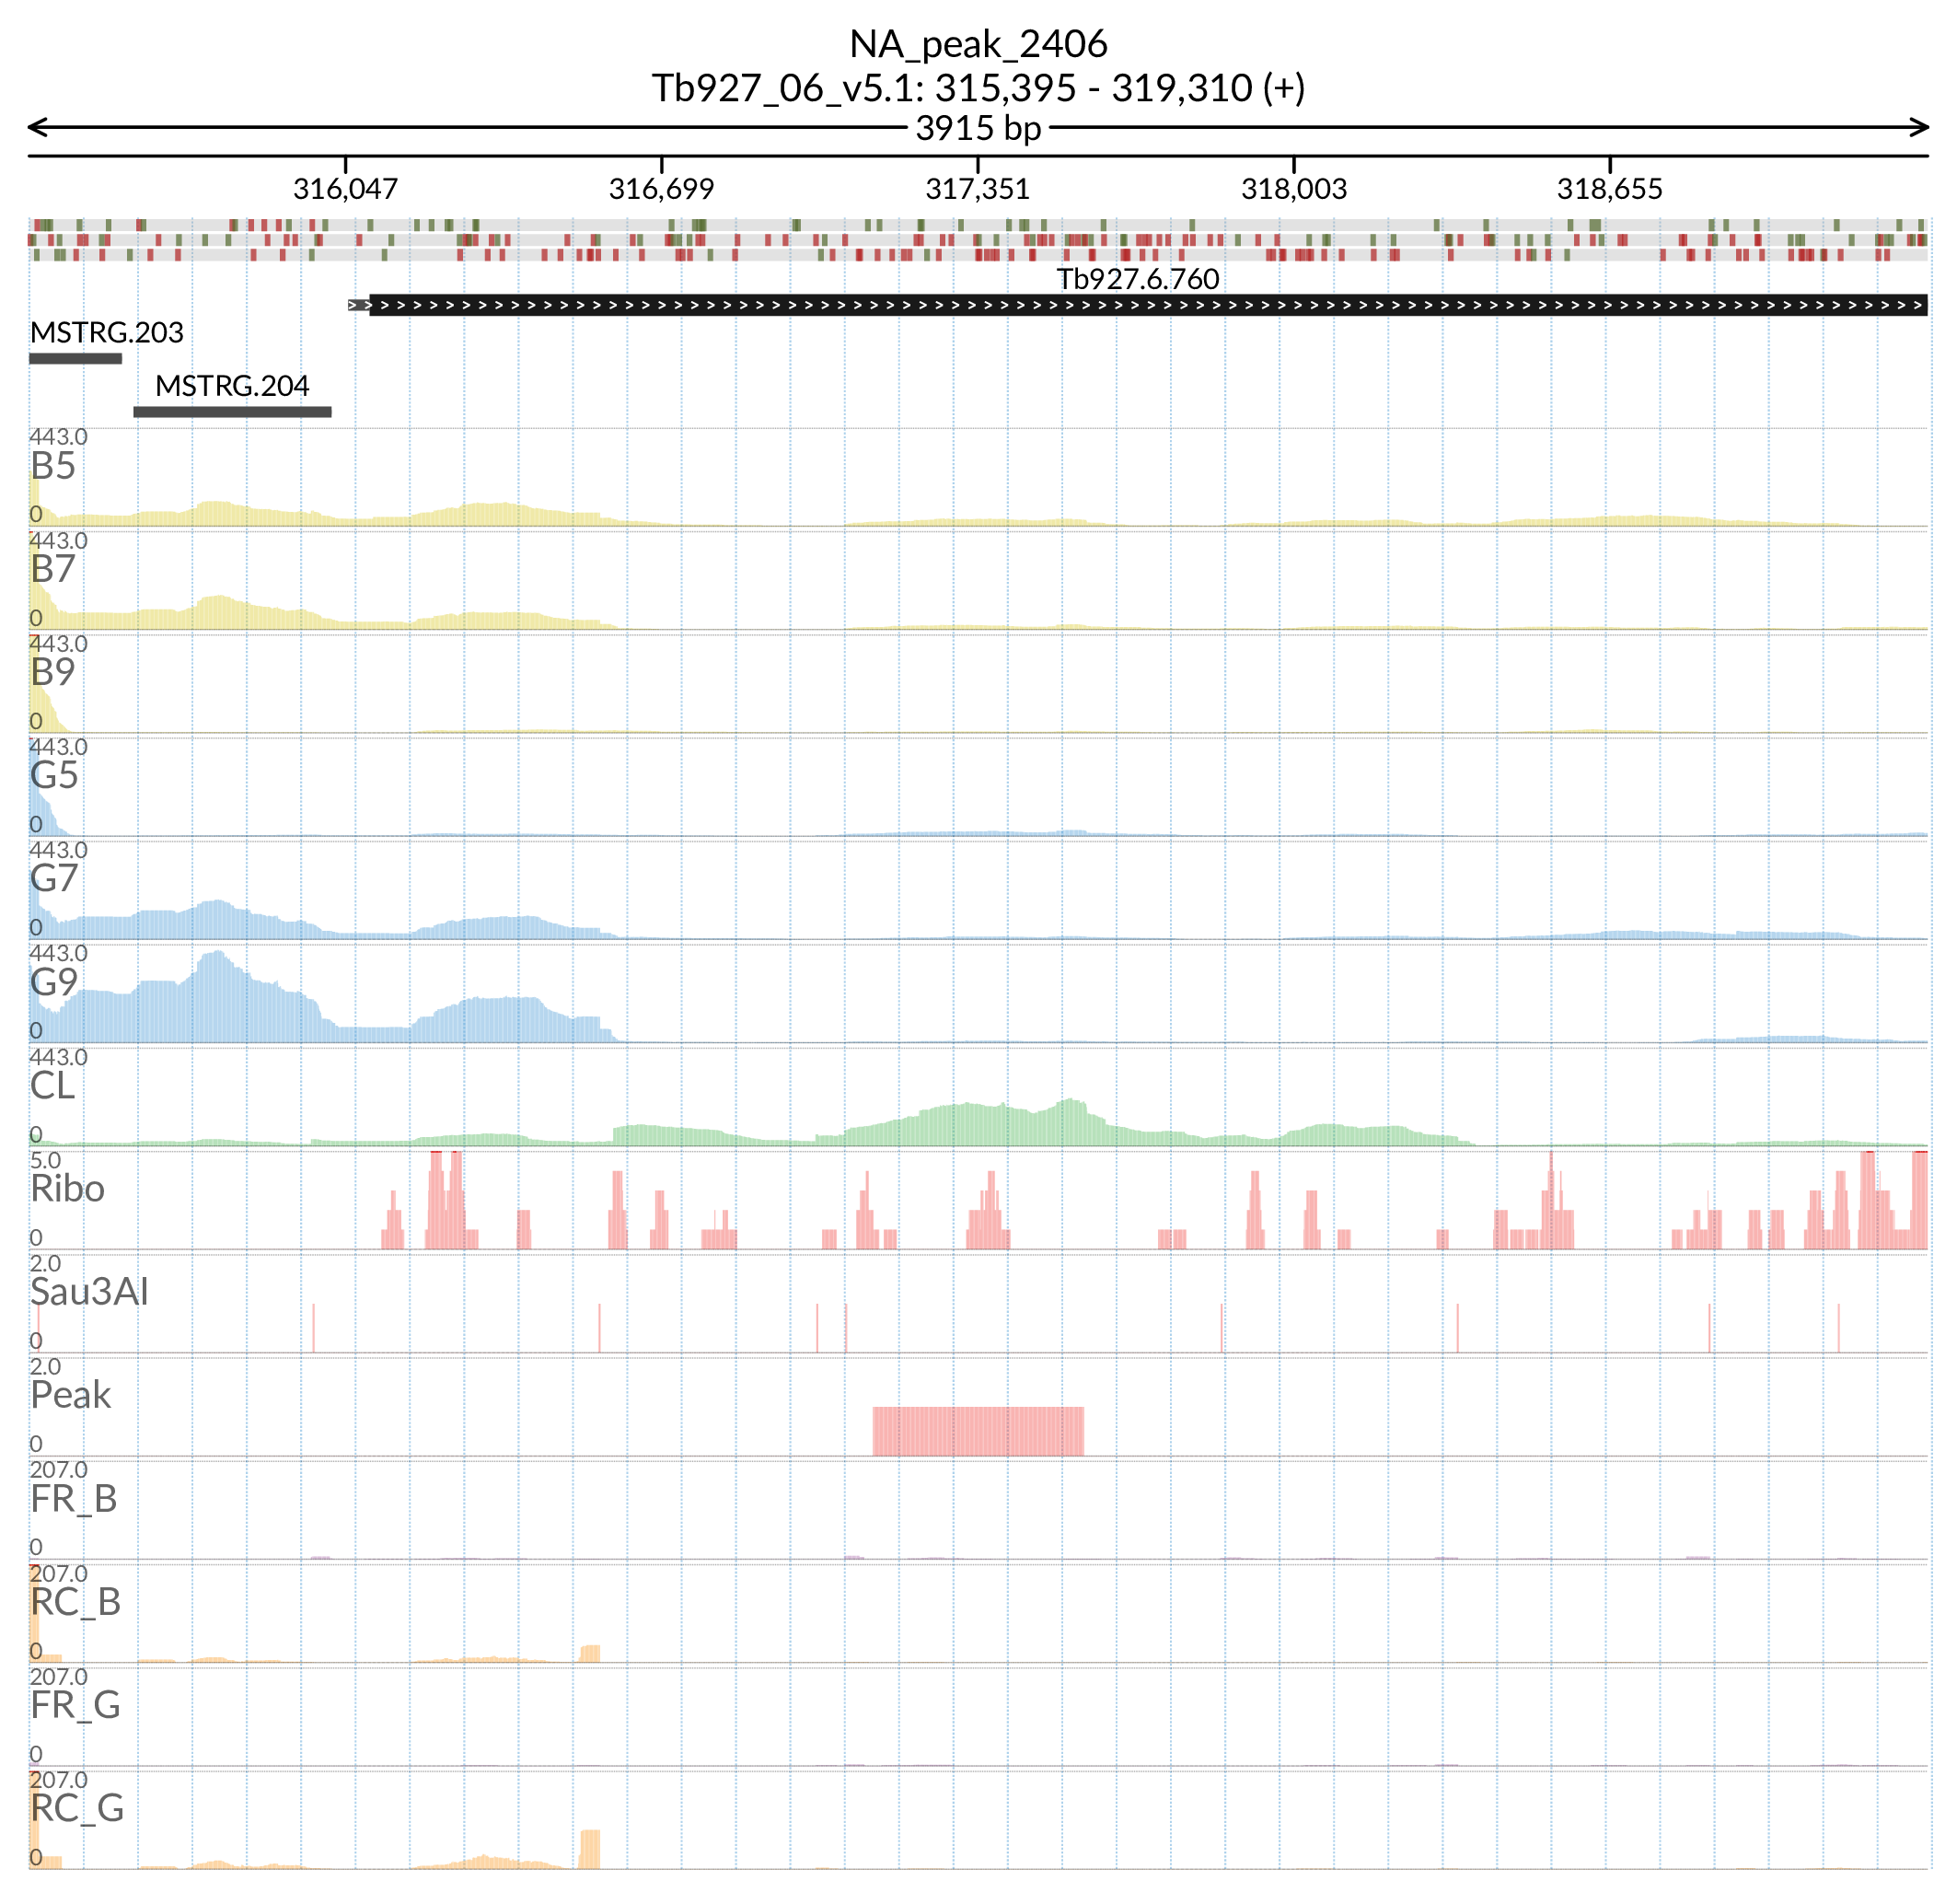 NA_peak_2406
Tb927_06_v5.1: 315,395 - 319,310 (+)
3915 bp
316,047 316,699 317,351 318,003 318,655
Tb927.6.760
MSTRG.203
MSTRG.204
443.0
B5
0
443.0
B7
0
443.0
B9
0
443.0
G5
0
443.0
G7
0
443.0
G9
0
443.0
CL
0
5.0
Ribo
0
2.0
Sau3AI
0
2.0
Peak
0
207.0
FR_B
0
207.0
RC_B
0
207.0
FR_G
0
207.0
RC_G
0